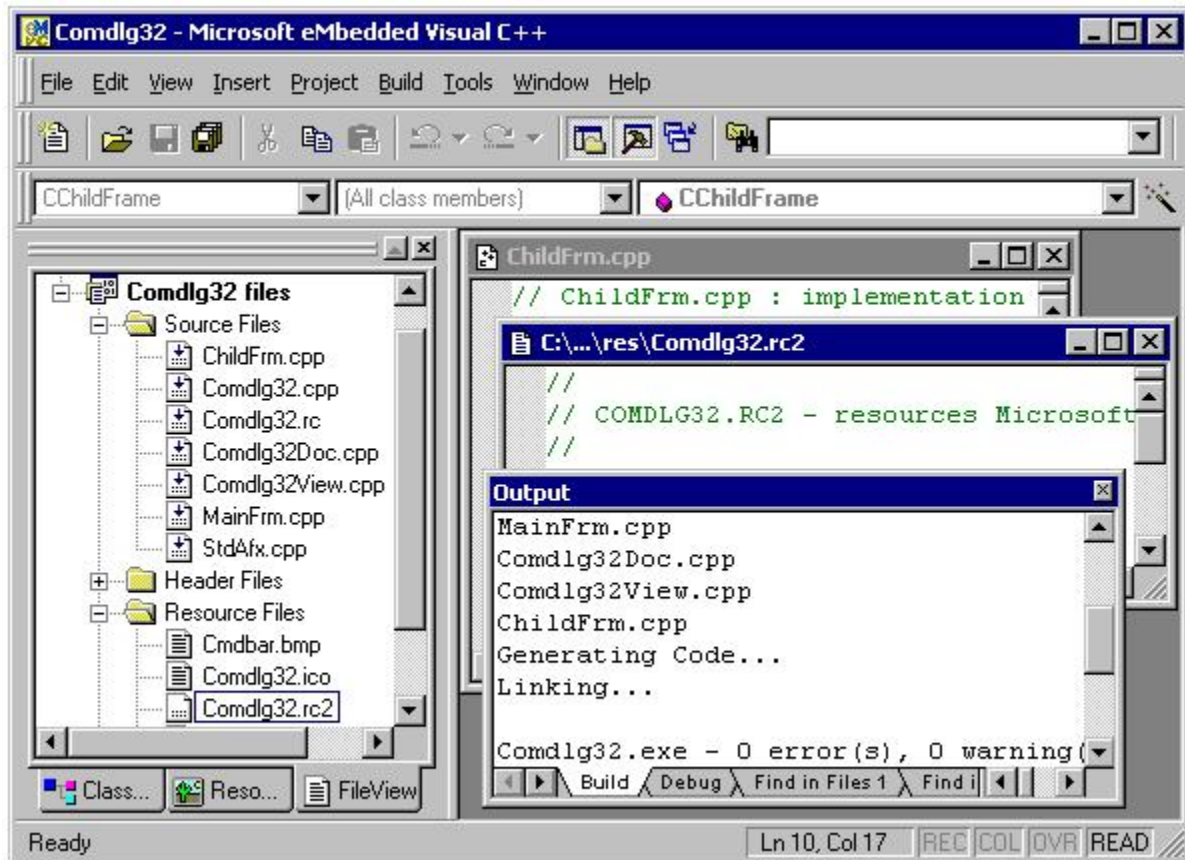 Comdlg32 - Microsoft eMbedded Visual C++
File Edit View Insert Project Build Tools Window Help
CChildFrame
(All class members)
CChildFrame
Comdlg32 files
Source Files
ChildFrm.cpp
Comdlg32.cpp
Comdlg32.rc
Comdlg32Doc.cpp
Comdlg32View.cpp
MainFrm.cpp
StdAfx.cpp
Header Files
Resource Files
Cmdbar.bmp
Comdlg32.ico
Comdlg32.rc2
Class...
Reso...
FileView
ChildFrm.cpp
// ChildFrm.cpp : implementation
C:\...\res\Comdlg32.rc2
//
// COMDLG32.RC2 - resources Microsoft
//
Output
MainFrm.cpp
Comdlg32Doc.cpp
Comdlg32View.cpp
ChildFrm.cpp
Generating Code...
Linking...
Comdlg32.exe - 0 error(s), 0 warning(
Build Debug Find in Files 1 Find i
Ready
Ln 10, Col 17 REC COL OVR READ